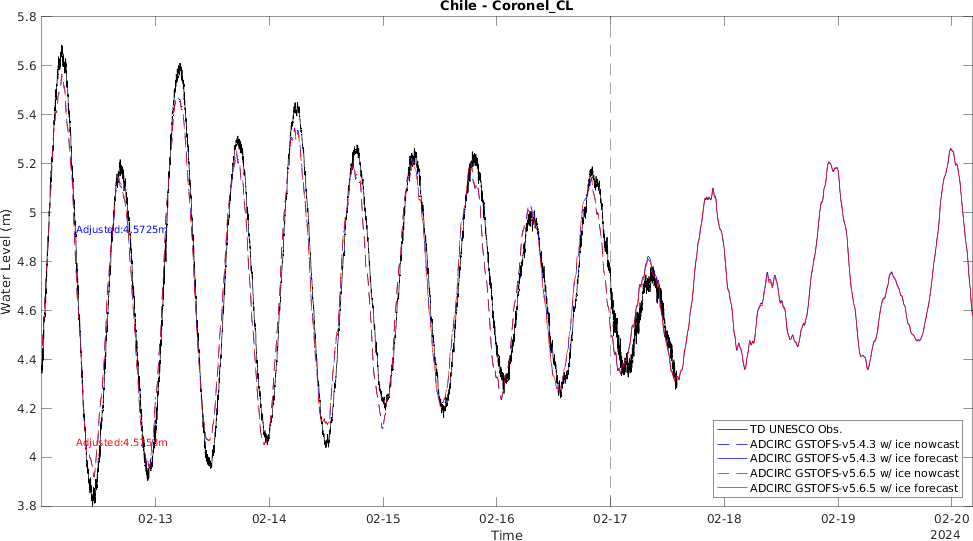 Chile - Coronel_CL
5.8
5.6
5.4
5.2
5
4.8
4.6
4.4
4.2
4
3.8
Water Level (m)
Adjusted:4.5725m
TD UNESCO Obs.
ADCIRC GSTOFS-v5.4.3 w/ ice nowcast
ADCIRC GSTOFS-v5.4.3 w/ ice forecast
ADCIRC GSTOFS-v5.6.5 w/ ice nowcast
ADCIRC GSTOFS-v5.6.5 w/ ice forecast
02-13
02-14
02-15
02-16
02-17
02-18
02-19
02-20
Time
2024